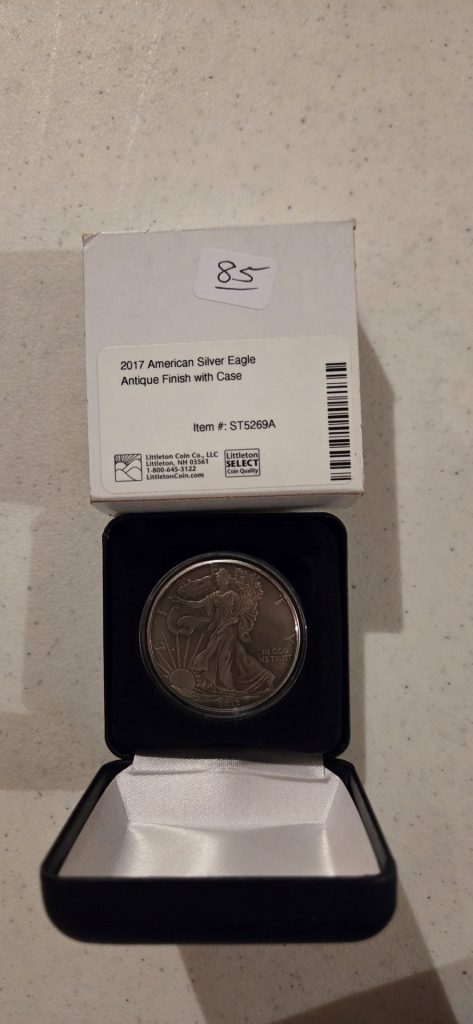 85
2017 American Silver Eagle
Antique Finish with Case
Item #: ST5269A
Littleton Coin Co., LLC
Littleton, NH 03561
1-800-645-3122
LittletonCoin.com
Littleton
SELECT
Coin Quality
LIBERTY
IN GOD
WE TRUST
2017